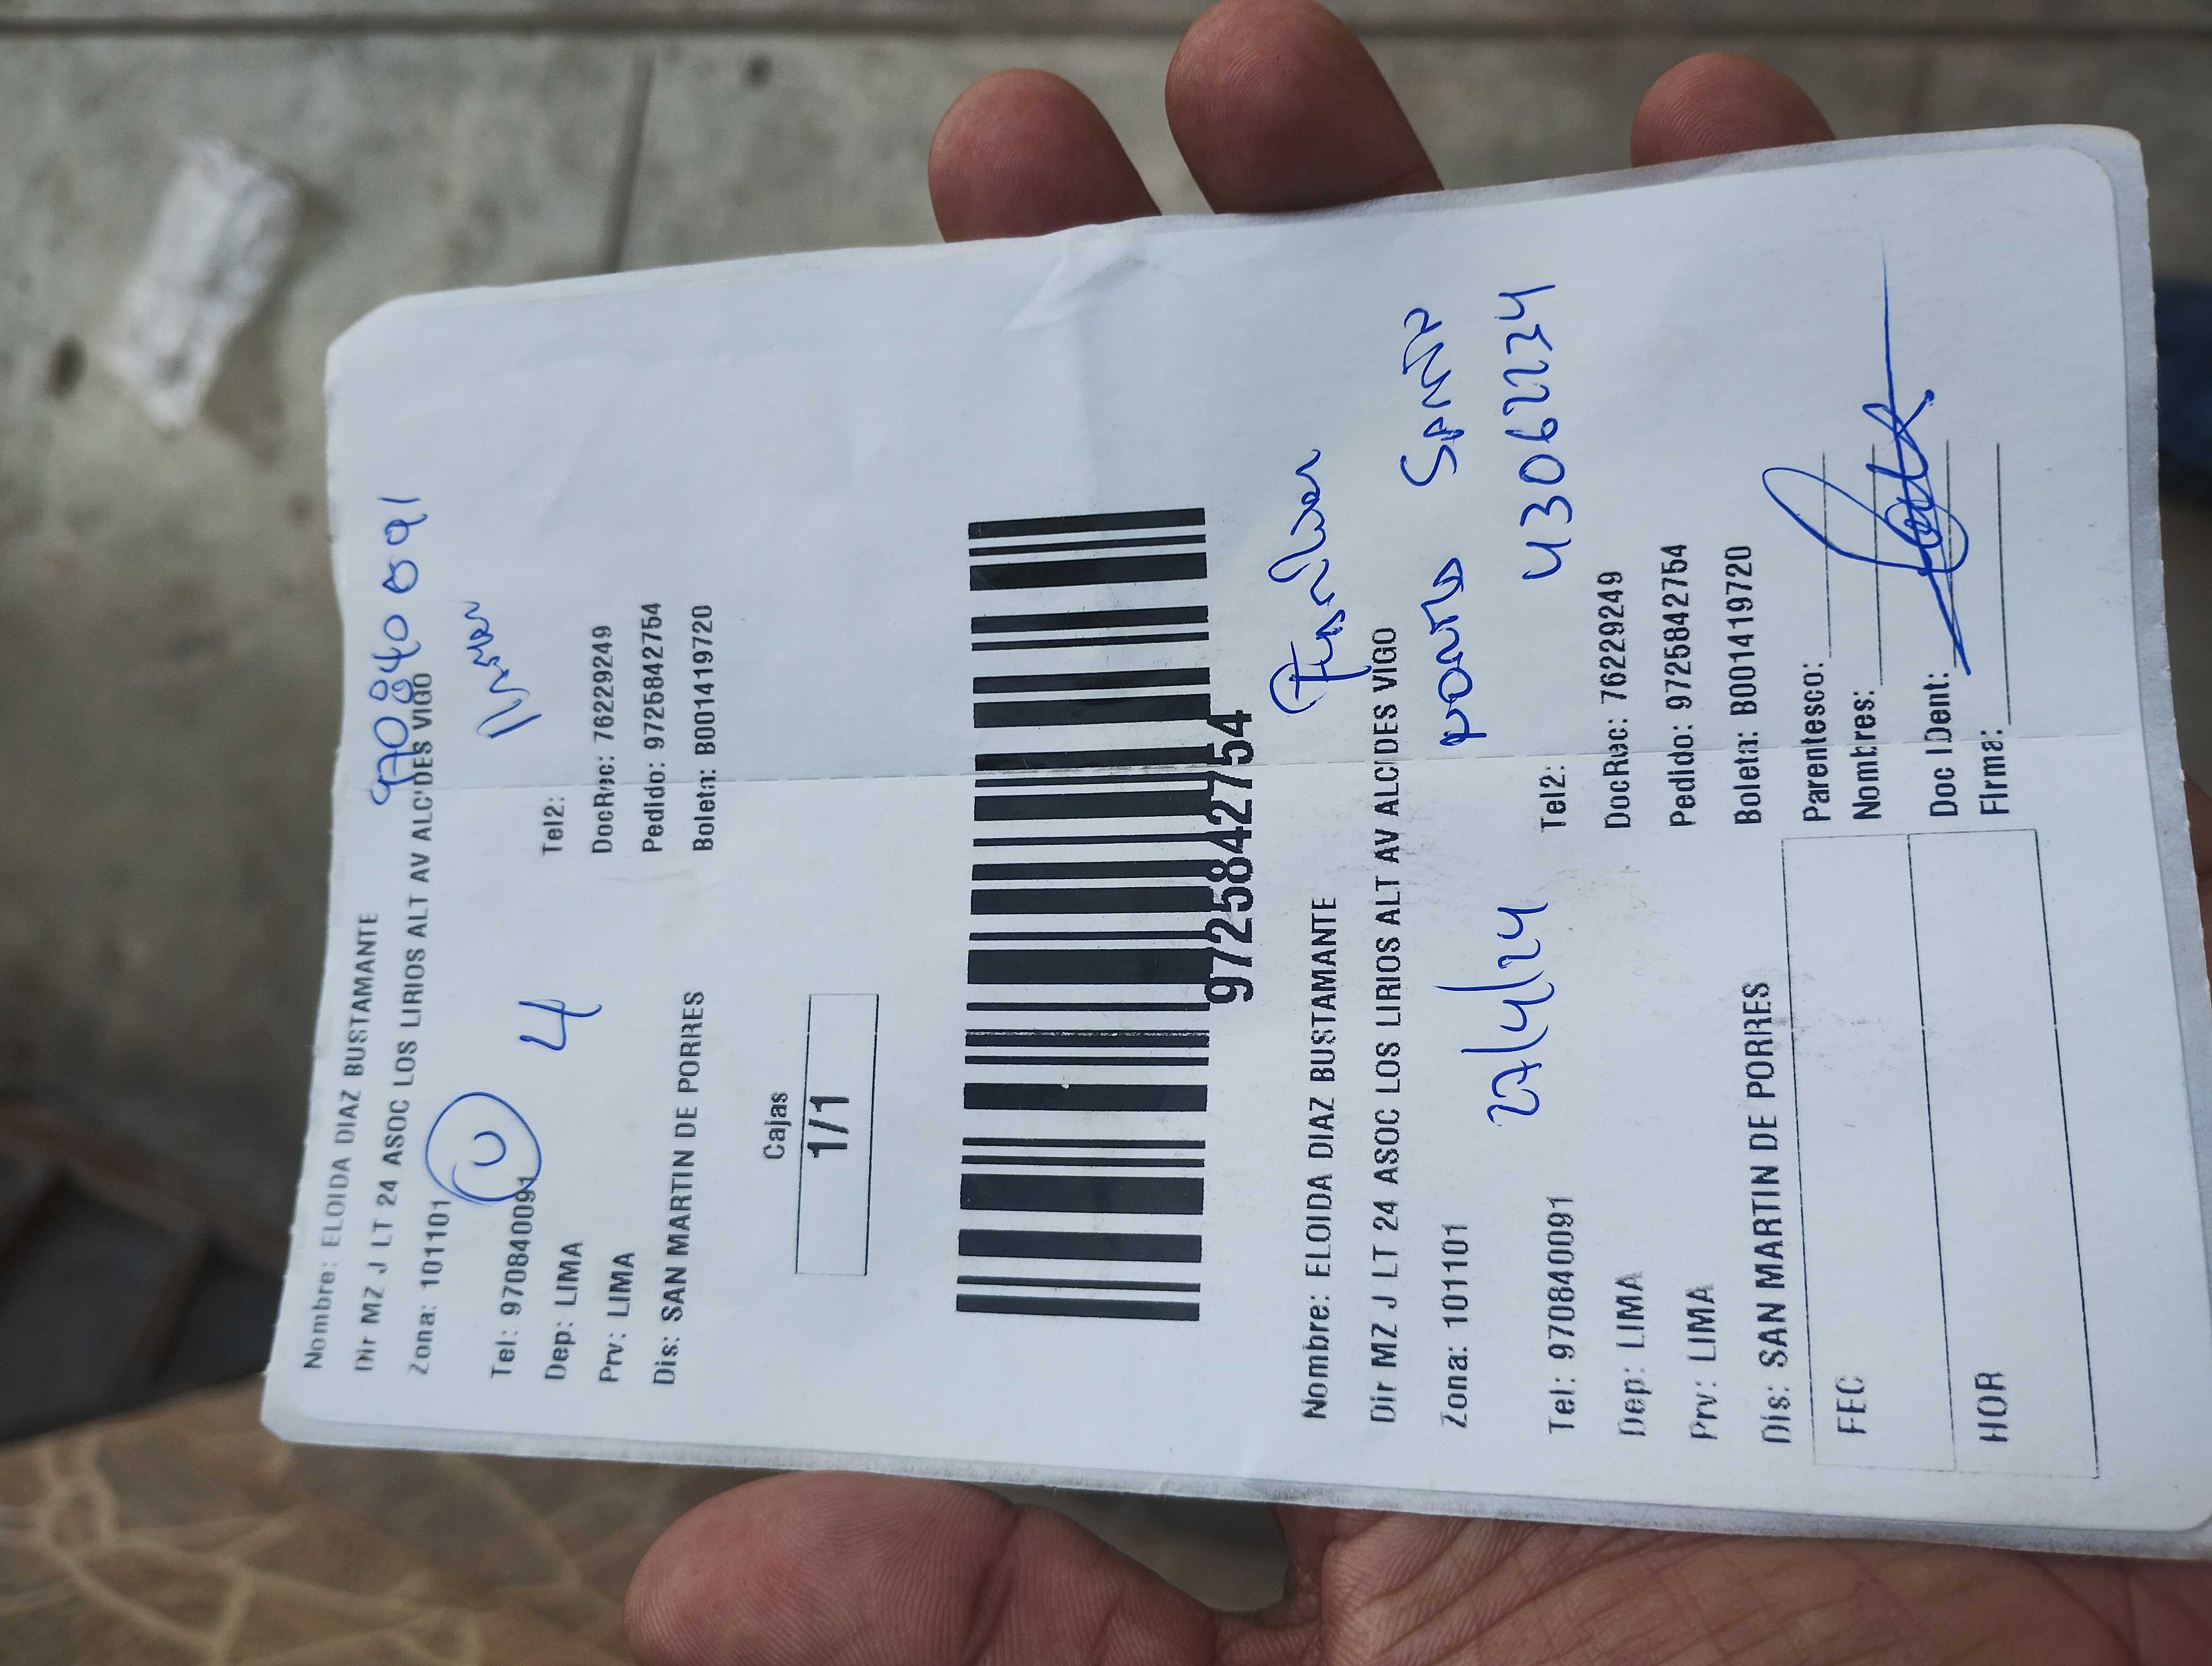 970840091
Nombre: ELOIDA DIAZ BUSTAMANTE
Dir MZ J LT 24 ASOC LOS LIRIOS ALT AV ALCIDES VIGO
Zona: 101101
Tel: 970840091 Tel2:
4
Dep: LIMA DocRec: 76229249
Prv: LIMA Pedido: 9725842754
Dis: SAN MARTIN DE PORRES Boleta: B001419720
Cajas
1/1
9725842754
Nombre: ELOIDA DIAZ BUSTAMANTE
Dir MZ J LT 24 ASOC LOS LIRIOS ALT AV ALCIDES VIGO
Zona: 101101
27/4/24
43062234
Tel: 970840091 Tel2:
Dep: LIMA DocRec: 76229249
Prv: LIMA Pedido: 9725842754
Dis: SAN MARTIN DE PORRES Boleta: B001419720
FEC Parentesco:
Nombres:
HOR Doc IDent:
FIrma: